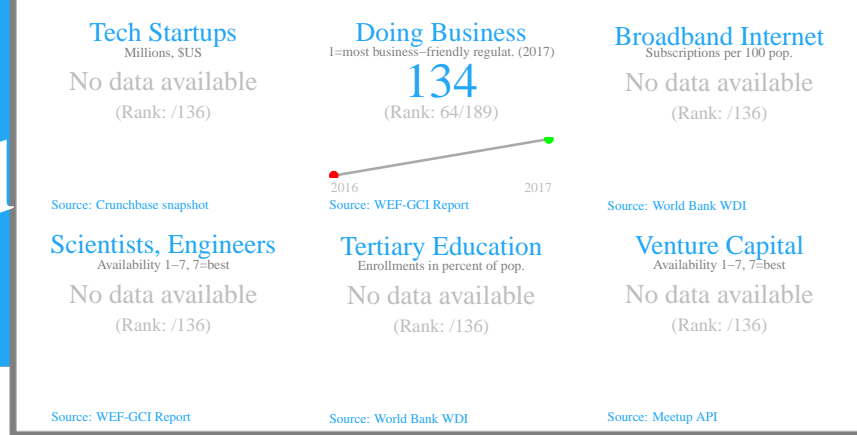 Tech Startups
Millions, $US
No data available
(Rank: /136)
Source: Crunchbase snapshot
Doing Business
1=most business−friendly regulat. (2017)
134
(Rank: 64/189)
2016 2017
Source: WEF-GCI Report
Broadband Internet
Subscriptions per 100 pop.
No data available
(Rank: /136)
Source: World Bank WDI
Scientists, Engineers
Availability 1−7, 7=best
No data available
(Rank: /136)
Source: WEF-GCI Report
Tertiary Education
Enrollments in percent of pop.
No data available
(Rank: /136)
Source: World Bank WDI
Venture Capital
Availability 1−7, 7=best
No data available
(Rank: /136)
Source: Meetup API